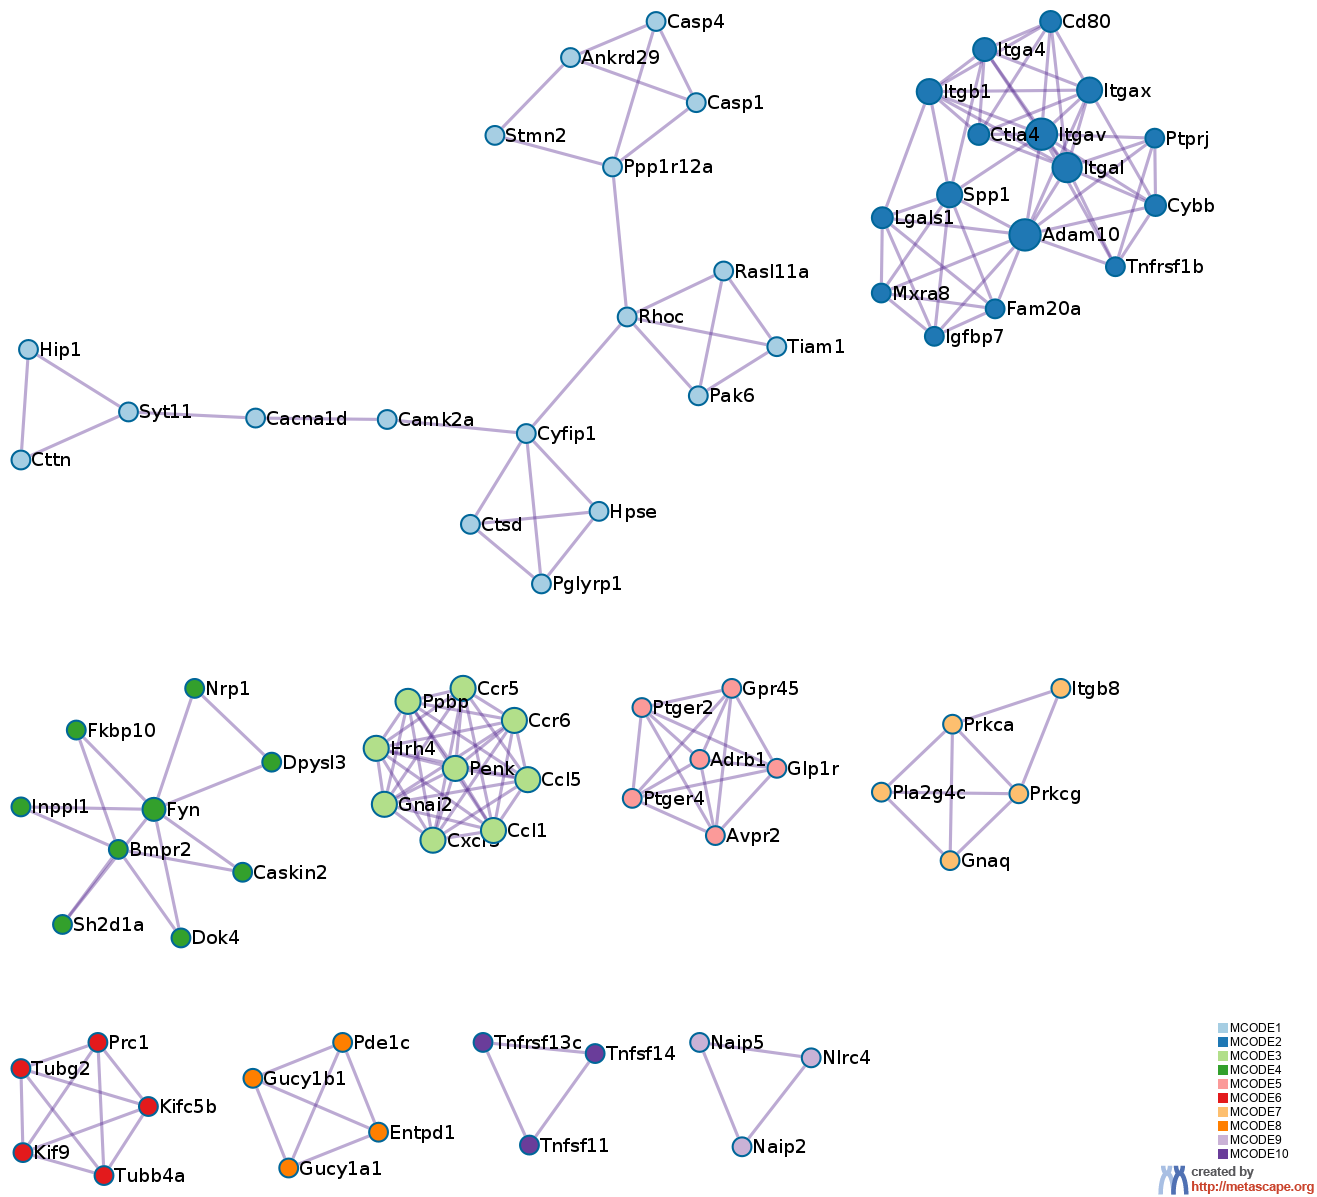 Casp4
Ankrd29
Casp1
Stmn2
Ppp1r12a
Rasl11a
Rhoc
Tiam1
Pak6
Hip1
Syt11
Cacna1d
Camk2a
Cyfip1
Cttn
Ctsd
Hpse
Pglyrp1
Cd80
Itga4
Itgb1
Itgax
Ctla4
Itgav
Ptprj
Itgal
Spp1
Cybb
Lgals1
Adam10
Tnfrsf1b
Mxra8
Fam20a
Igfbp7
Nrp1
Fkbp10
Dpysl3
Inppl1
Fyn
Bmpr2
Caskin2
Sh2d1a
Dok4
Ccr5
Ppbp
Ccr6
Hrh4
Penk
Ccl5
Gnai2
Ccl1
Gpr45
Ptger2
Adrb1
Glp1r
Ptger4
Avpr2
Itgb8
Prkca
Pla2g4c
Prkcg
Gnaq
Prc1
Tubg2
Kifc5b
Kif9
Tubb4a
Pde1c
Gucy1b1
Entpd1
Gucy1a1
Tnfrsf13c
Tnfsf14
Tnfsf11
Naip5
Nlrc4
Naip2
MCODE1
MCODE2
MCODE3
MCODE4
MCODE5
MCODE6
MCODE7
MCODE8
MCODE9
MCODE10
created by
http://metascape.org